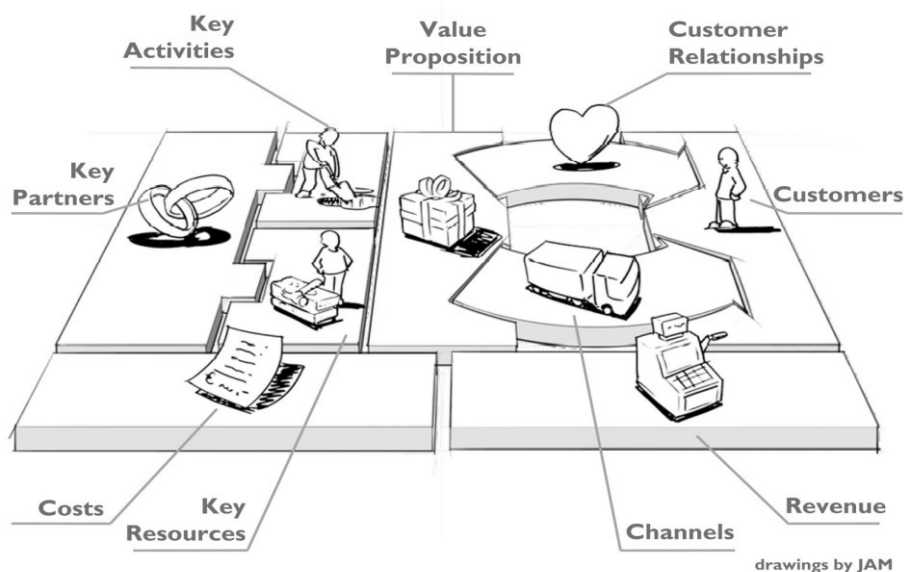 Key
Activities
Value
Proposition
Customer
Relationships
Key
Partners
Customers
Costs
Key
Resources
Channels
Revenue
drawings by JAM